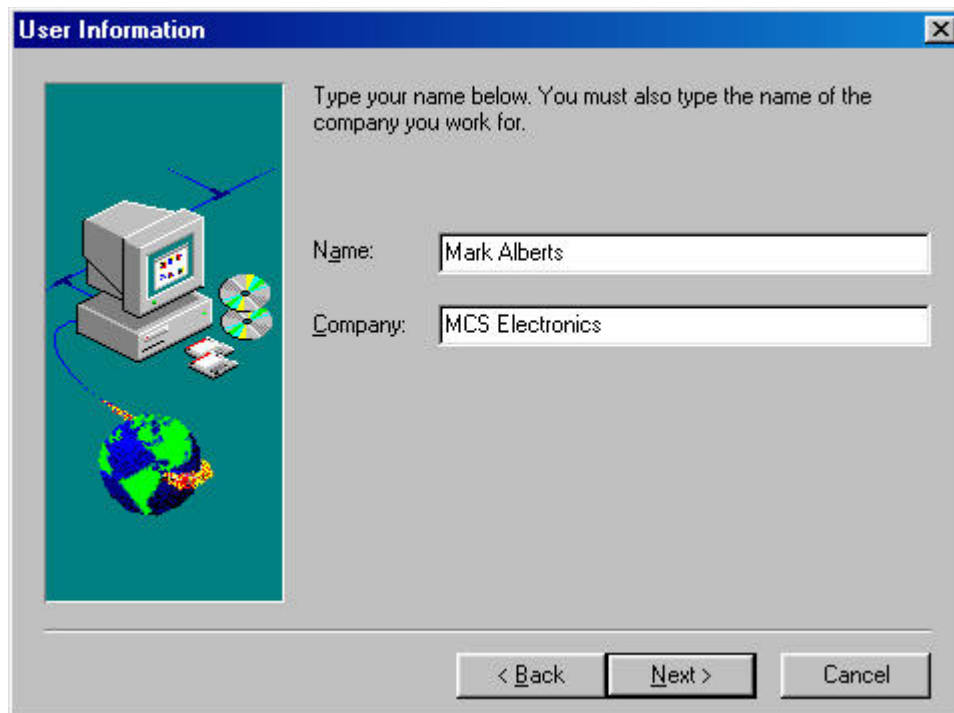 User Information
Type your name below. You must also type the name of the
company you work for.
Name: Mark Alberts
Company: MCS Electronics
< Back Next > Cancel